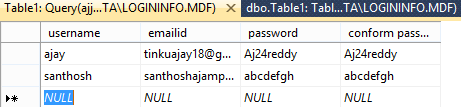 Table1: Query(ajj...TA\LOGININFO.MDF) dbo.Table1: Tabl...TA\LOGININFO.MDF)
username emailid password conform pass...
ajay tinkuajay18@g... Aj24reddy Aj24reddy
santhosh santhoshajamp... abcdefgh abcdefgh
NULL NULL NULL NULL